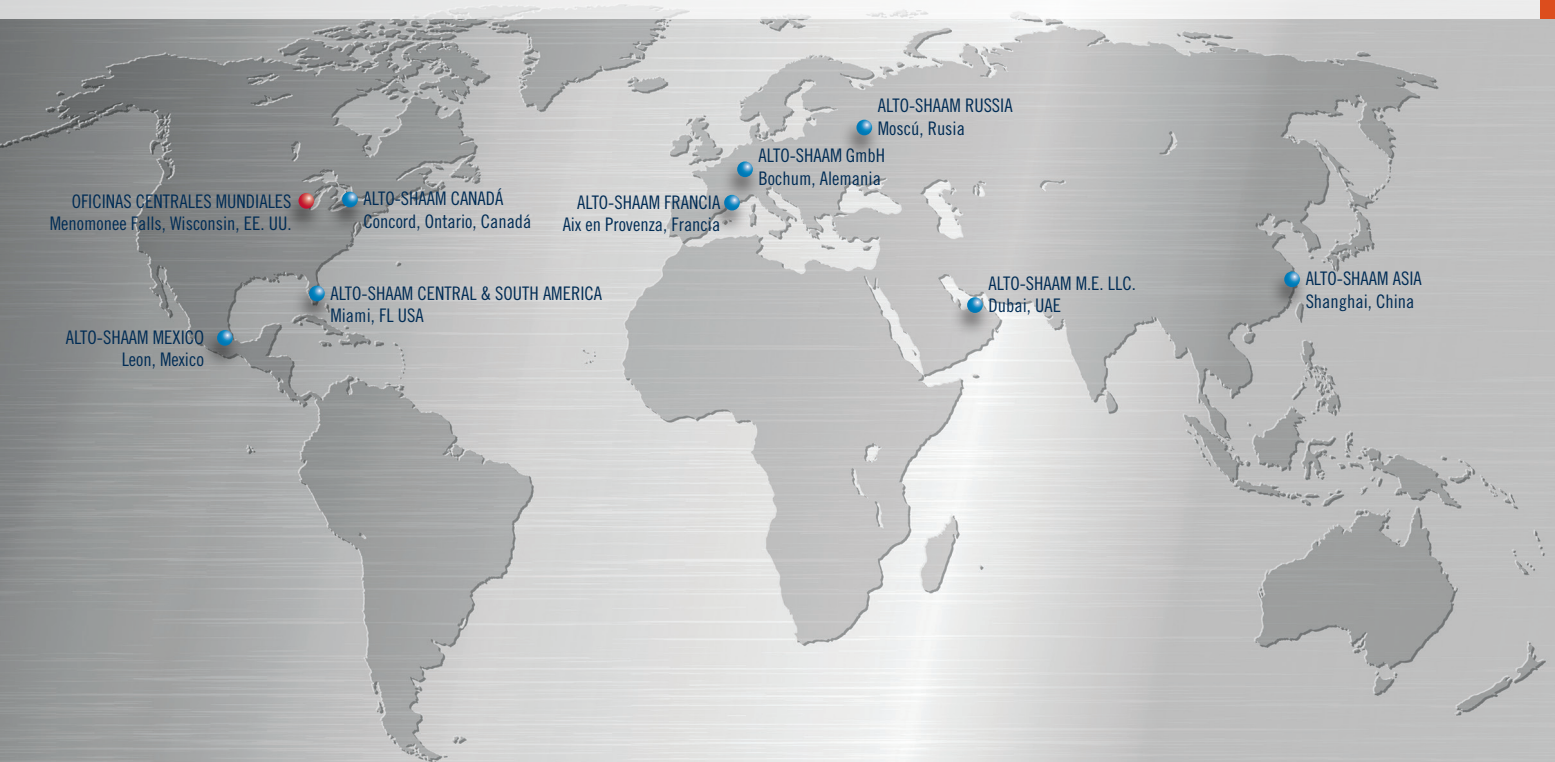 ALTO-SHAAM RUSSIA
Moscú, Rusia
ALTO-SHAAM GmbH
Bochum, Alemania
OFICINAS CENTRALES MUNDIALES
Menomonee Falls, Wisconsin, EE. UU.
ALTO-SHAAM CANADÁ
Concord, Ontario, Canadá
ALTO-SHAAM FRANCIA
Aix en Provenza, Francia
ALTO-SHAAM CENTRAL & SOUTH AMERICA
Miami, FL USA
ALTO-SHAAM M.E. LLC.
Dubai, UAE
ALTO-SHAAM ASIA
Shanghai, China
ALTO-SHAAM MEXICO
Leon, Mexico